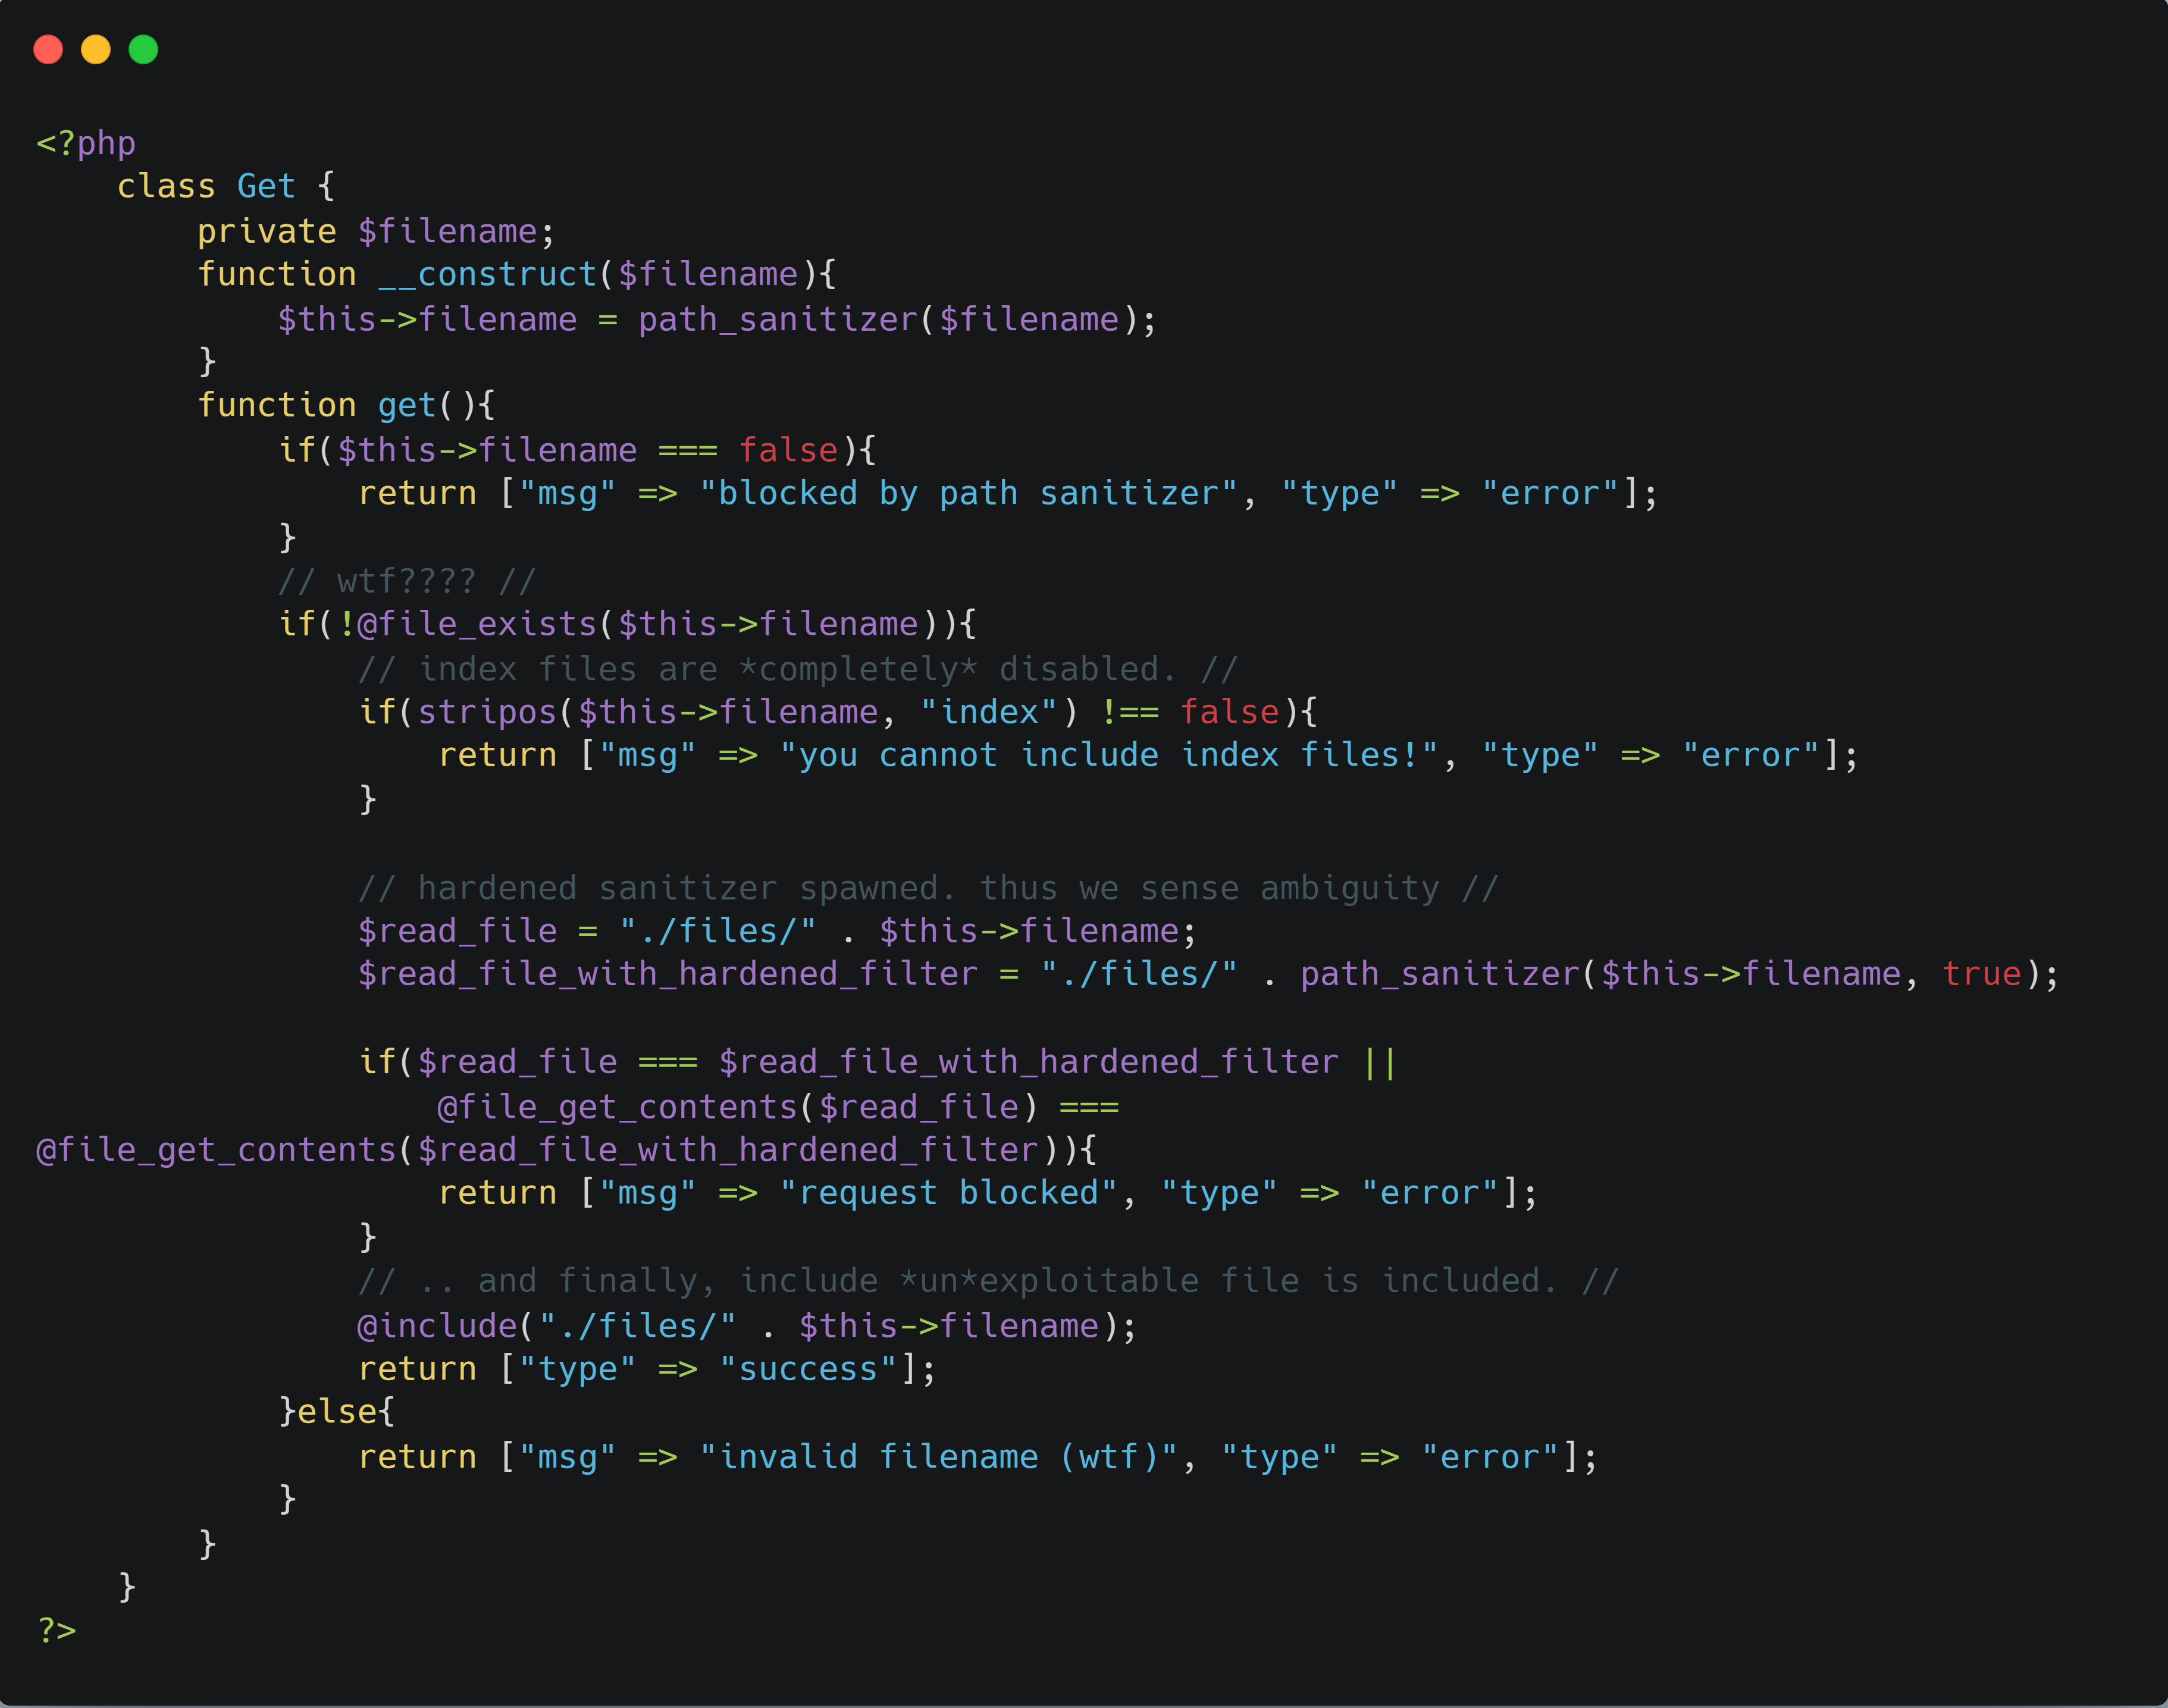 <?php
    class Get {
        private $filename;
        function __construct($filename){
            $this->filename = path_sanitizer($filename);
        }
        function get(){
            if($this->filename === false){
                return ["msg" => "blocked by path sanitizer", "type" => "error"];
            }
            // wtf???? //
            if(!@file_exists($this->filename)){
                // index files are *completely* disabled. //
                if(stripos($this->filename, "index") !== false){
                    return ["msg" => "you cannot include index files!", "type" => "error"];
                }

                // hardened sanitizer spawned. thus we sense ambiguity //
                $read_file = "./files/" . $this->filename;
                $read_file_with_hardened_filter = "./files/" . path_sanitizer($this->filename, true);

                if($read_file === $read_file_with_hardened_filter ||
                    @file_get_contents($read_file) ===
@file_get_contents($read_file_with_hardened_filter)){
                    return ["msg" => "request blocked", "type" => "error"];
                }
                // .. and finally, include *un*exploitable file is included. //
                @include("./files/" . $this->filename);
                return ["type" => "success"];
            }else{
                return ["msg" => "invalid filename (wtf)", "type" => "error"];
            }
        }
    }
?>